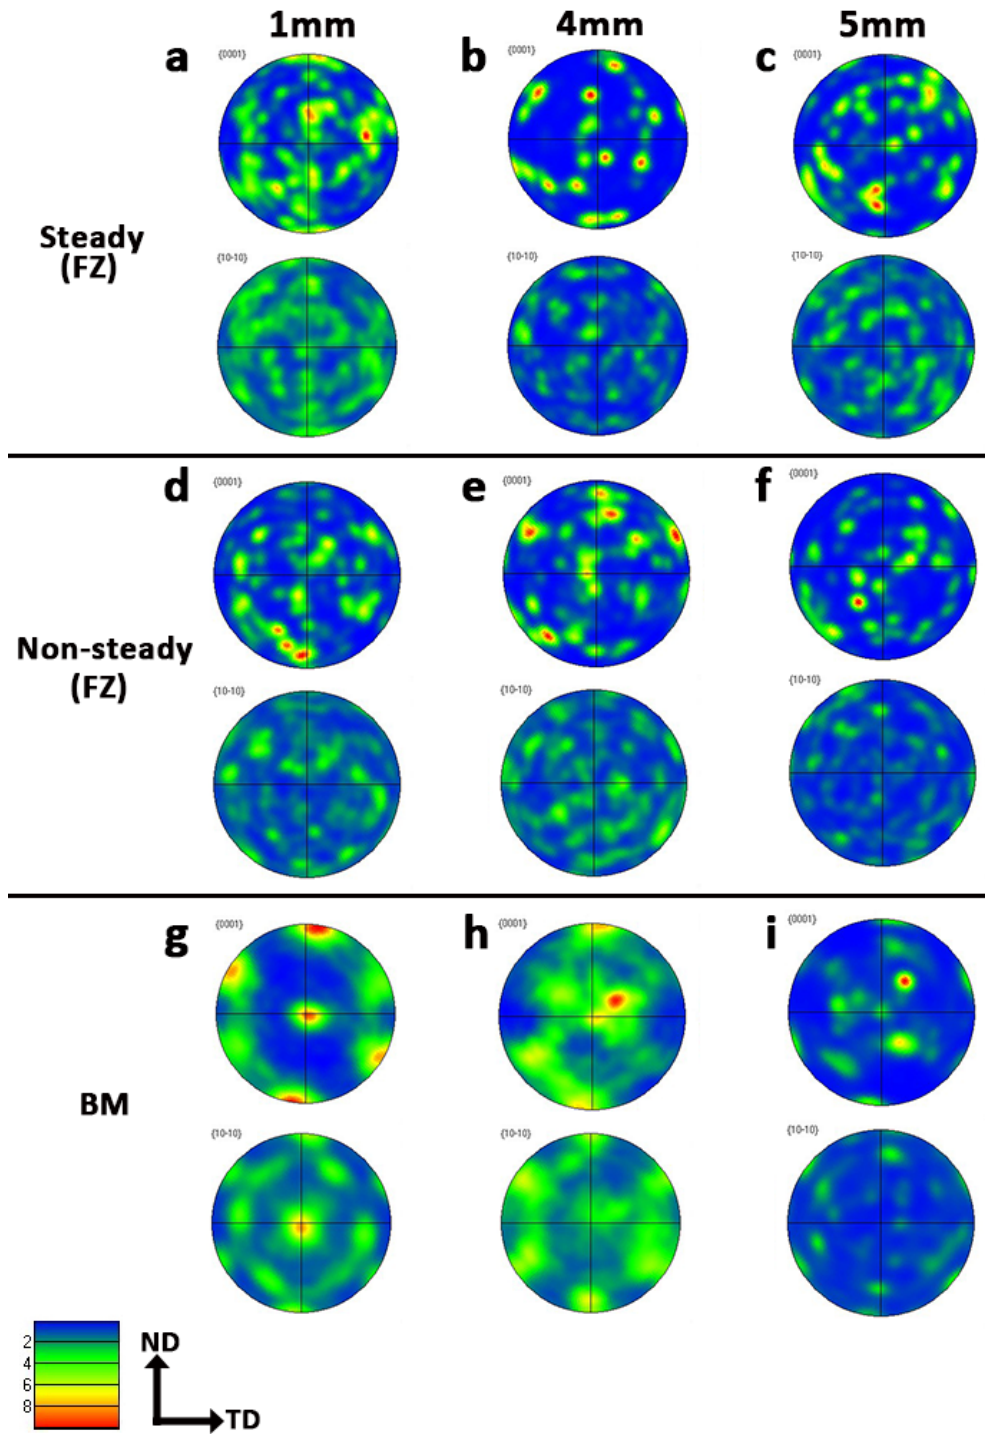 1mm 4mm 5mm
a b c
{0001} {0001} {0001}
Steady
(FZ)
{10-10} {10-10} {10-10}
d e f
{0001} {0001} {0001}
Non-steady
(FZ)
{10-10} {10-10} {10-10}
g h i
{0001} {0001} {0001}
BM
{10-10} {10-10} {10-10}
2
4
6
8
ND
TD